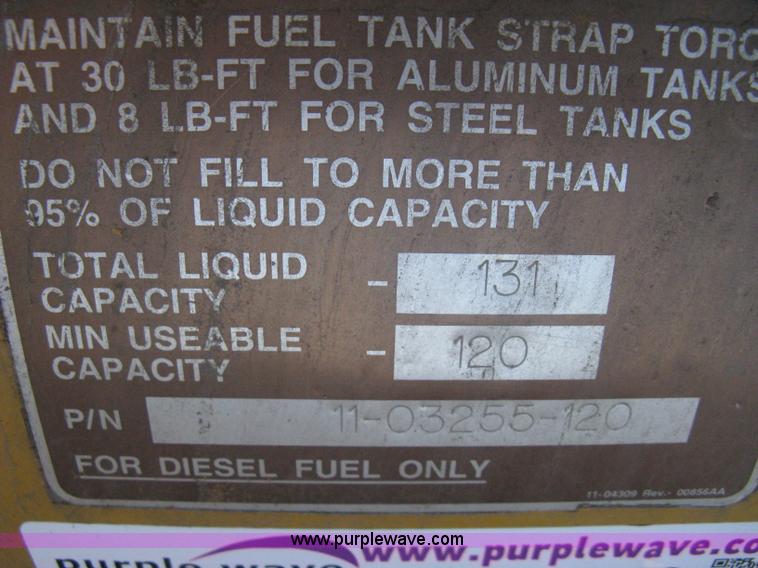 MAINTAIN FUEL TANK STRAP TORQ
AT 30 LB-FT FOR ALUMINUM TANKS
AND 8 LB-FT FOR STEEL TANKS
DO NOT FILL TO MORE THAN
95% OF LIQUID CAPACITY
TOTAL LIQUID
CAPACITY - 131
MIN USEABLE
CAPACITY - 120
P/N 11-03255-120
FOR DIESEL FUEL ONLY
11-04309 Rev.- 00856AA
www.purplewave.com
purple wave www.purplewave.co